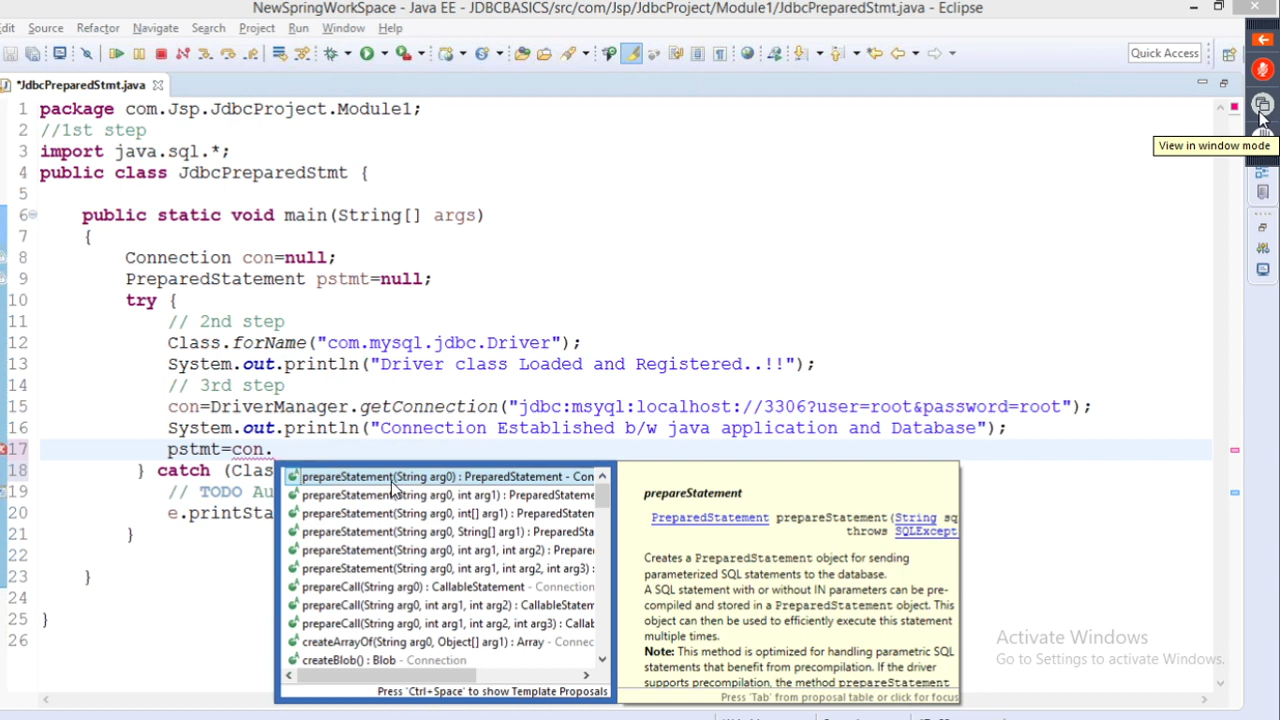 NewSpringWorkSpace - Java EE - JDBCBASICS/src/com/Jsp/JdbcProject/Module1/JdbcPreparedStmt.java - Eclipse
dit Source Refactor Navigate Search Project Run Window Help
Quick Access
*JdbcPreparedStmt.java
View in window mode
1 package com.Jsp.JdbcProject.Module1;
2 //1st step
3 import java.sql.*;
4 public class JdbcPreparedStmt {
5
6 public static void main(String[] args)
7 {
8 Connection con=null;
9 PreparedStatement pstmt=null;
10 try {
11 // 2nd step
12 Class.forName("com.mysql.jdbc.Driver");
13 System.out.println("Driver class Loaded and Registered..!!");
14 // 3rd step
15 con=DriverManager.getConnection("jdbc:msyql:localhost://3306?user=root&password=root");
16 System.out.println("Connection Established b/w java application and Database");
17 pstmt=con.
18 } catch (Clas
19 // TODO Au
20 e.printSta
21 }
22
23 }
24
25 }
26
prepareStatement(String arg0) : PreparedStatement - Con
prepareStatement(String arg0, int arg1) : PreparedStateme
prepareStatement(String arg0, int[] arg1) : PreparedStatem
prepareStatement(String arg0, String[] arg1) : PreparedStat
prepareStatement(String arg0, int arg1, int arg2) : Prepare
prepareStatement(String arg0, int arg1, int arg2, int arg3) :
prepareCall(String arg0) : CallableStatement - Connection
prepareCall(String arg0, int arg1, int arg2) : CallableStatem
prepareCall(String arg0, int arg1, int arg2, int arg3) : Callab
createArrayOf(String arg0, Object[] arg1) : Array - Connec
createBlob() : Blob - Connection
Press 'Ctrl+Space' to show Template Proposals
prepareStatement
PreparedStatement prepareStatement(String sq
throws SQLExcept
Creates a PreparedStatement object for sending
parameterized SQL statements to the database.
A SQL statement with or without IN parameters can be pre-
compiled and stored in a PreparedStatement object. This
object can then be used to efficiently execute this statement
multiple times.
Note: This method is optimized for handling parametric SQL
statements that benefit from precompilation. If the driver
supports precompilation, the method prepareStatement
Press 'Tab' from proposal table or click for focus
Activate Windows
Go to Settings to activate Windows.